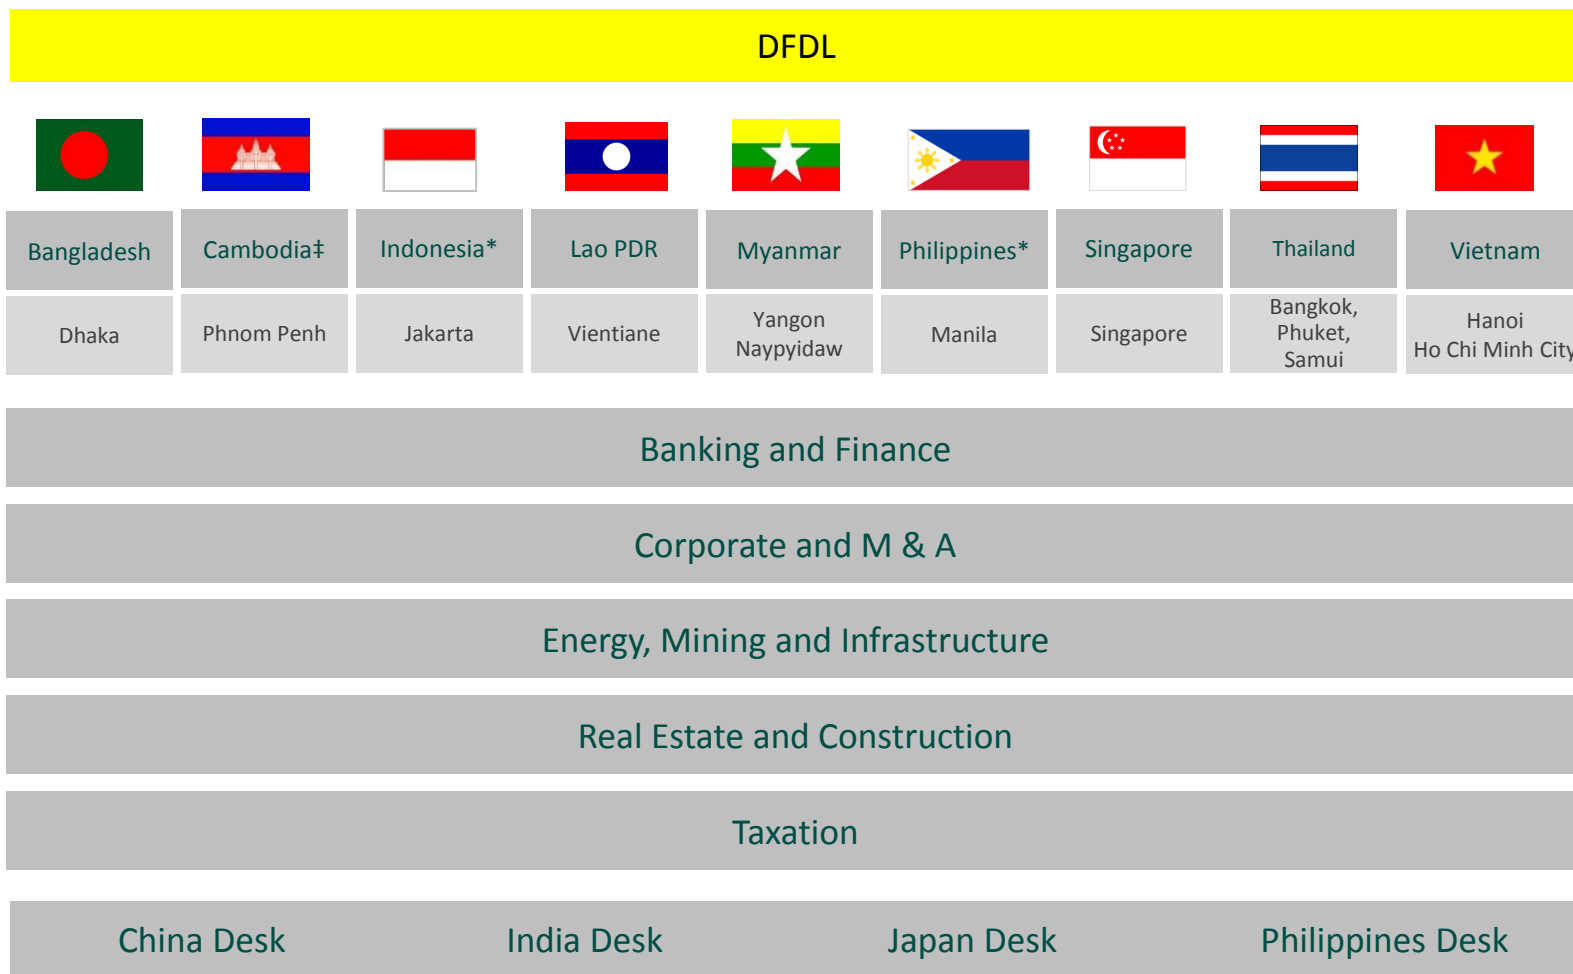 DFDL
Bangladesh
Cambodia‡
Indonesia*
Lao PDR
Myanmar
Philippines*
Singapore
Thailand
Vietnam
Dhaka
Phnom Penh
Jakarta
Vientiane
Yangon
Naypyidaw
Manila
Singapore
Bangkok,
Phuket,
Samui
Hanoi
Ho Chi Minh City
Banking and Finance
Corporate and M & A
Energy, Mining and Infrastructure
Real Estate and Construction
Taxation
China Desk
India Desk
Japan Desk
Philippines Desk